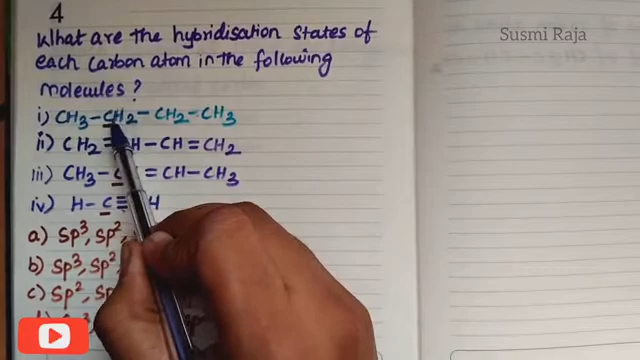 4
What are the hybridisation states of
each carbon atom in the following
molecules?
i) CH3-CH2-CH2-CH3
ii) CH2=CH-CH=CH2
iii) CH3-C =CH-CH3
iv) H-C≡ H
a) Sp³, Sp²,
b) Sp³, Sp²
c) Sp²,
Susmi Raja